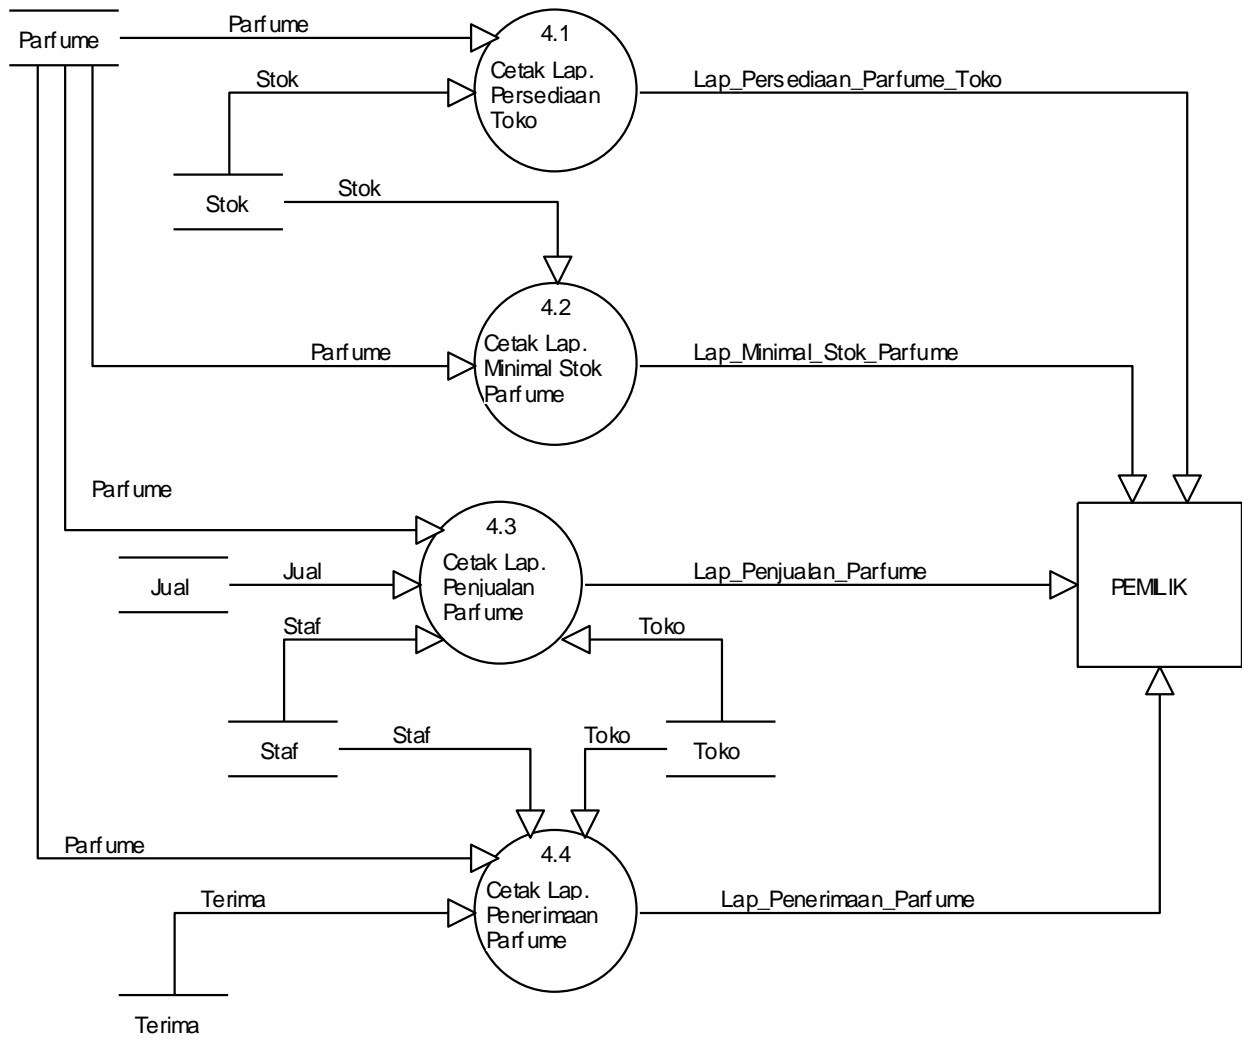 Parfume
Parfume
4.1
Cetak Lap.
Persediaan
Toko
Stok
Lap_Persediaan_Parfume_Toko
Stok
Stok
4.2
Cetak Lap.
Minimal Stok
Parfume
Parfume
Lap_Minimal_Stok_Parfume
Parfume
4.3
Cetak Lap.
Penjualan
Parfume
Jual
Jual
Lap_Penjualan_Parfume
PEMILIK
Staf
Toko
Staf
Staf
Toko
Toko
Parfume
4.4
Cetak Lap.
Penerimaan
Parfume
Terima
Lap_Penerimaan_Parfume
Terima